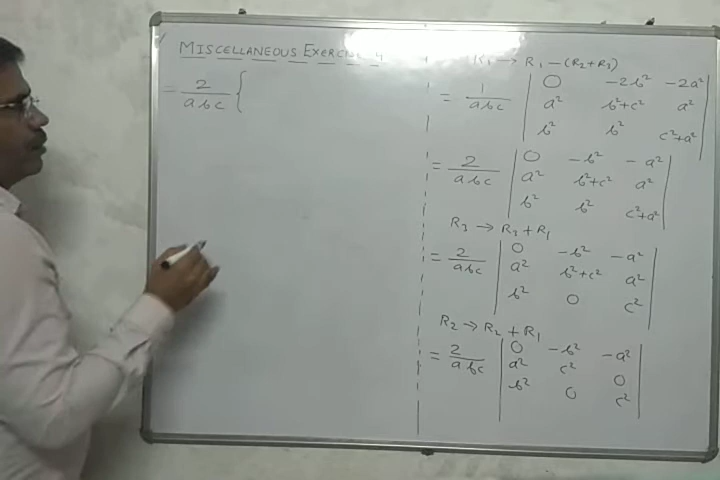 MISCELLANEOUS EXERCISE 4
= 2/abc {
R₁ → R₁ – (R₂+R₃)
= 1/abc | 0 –2b² –2a² |
| a² b²+c² a² |
| b² b² c²+a² |
= 2/abc | 0 –b² –a² |
| a² b²+c² a² |
| b² b² c²+a² |
R₃ → R₃ + R₁
= 2/abc | 0 –b² –a² |
| a² b²+c² a² |
| b² 0 c² |
R₂ → R₂ + R₁
= 2/abc | 0 –b² –a² |
| a² c² 0 |
| b² 0 c² |